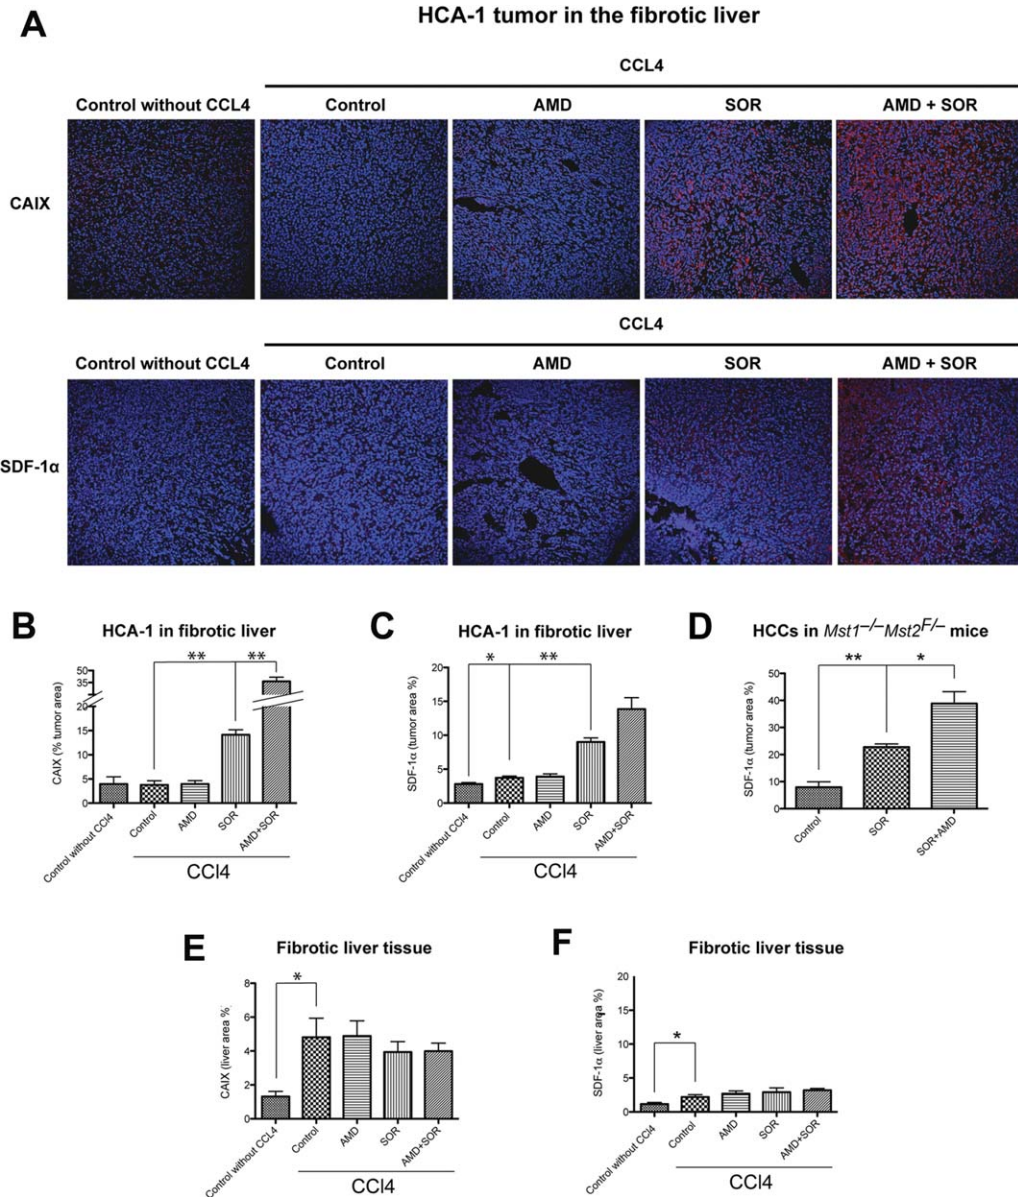 A
HCA-1 tumor in the fibrotic liver
CCL4
Control without CCL4 Control AMD SOR AMD + SOR
CAIX
CCL4
Control without CCL4 Control AMD SOR AMD + SOR
SDF-1α
B
HCA-1 in fibrotic liver
** **
CAIX (% tumor area)
50
35
20
15
10
5
0
Control without CCl4 Control AMD SOR AMD+SOR
CCl4
C
HCA-1 in fibrotic liver
* **
SDF-1α (tumor area %)
20
15
10
5
0
Control without CCl4 Control AMD SOR AMD+SOR
CCl4
D
HCCs in Mst1–/–Mst2F/– mice
** *
SDF-1α (tumor area %)
50
40
30
20
10
0
Control SOR SOR+AMD
E
Fibrotic liver tissue
*
CAIX (liver area %)
8
6
4
2
0
Control without CCL4 Control AMD SOR AMD+SOR
CCl4
F
Fibrotic liver tissue
*
SDF-1α (liver area %)
20
15
10
5
0
Control without CCl4 Control AMD SOR AMD+SOR
CCl4